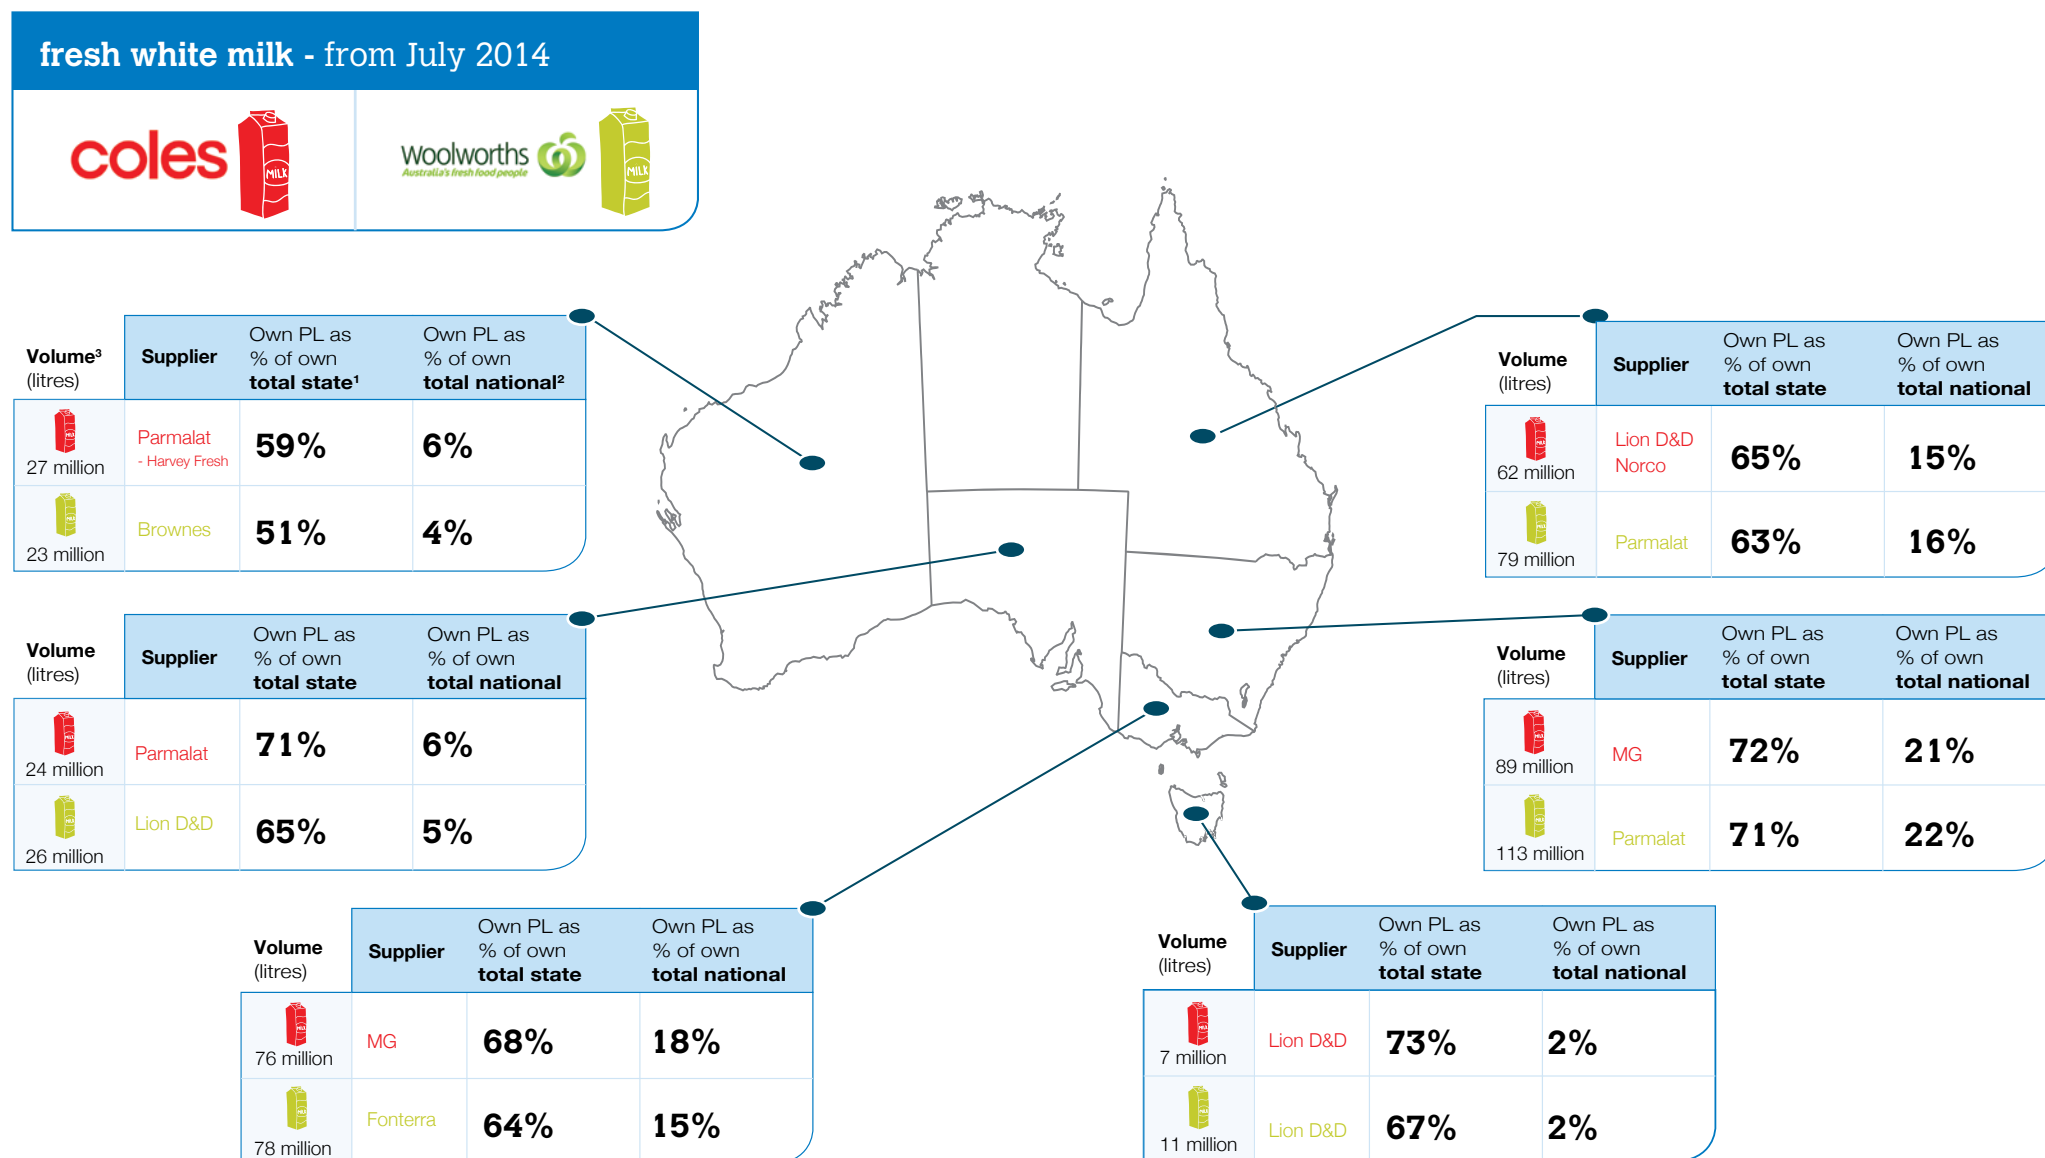 fresh white milk - from July 2014
coles
MILK
Woolworths
Australia's fresh food people
MILK
Volume³
(litres)
Supplier
Own PL as
% of own
total state¹
Own PL as
% of own
total national²
27 million
Parmalat
- Harvey Fresh
59%
6%
23 million
Brownes
51%
4%
Volume
(litres)
Supplier
Own PL as
% of own
total state
Own PL as
% of own
total national
62 million
Lion D&D
Norco
65%
15%
79 million
Parmalat
63%
16%
Volume
(litres)
Supplier
Own PL as
% of own
total state
Own PL as
% of own
total national
24 million
Parmalat
71%
6%
26 million
Lion D&D
65%
5%
Volume
(litres)
Supplier
Own PL as
% of own
total state
Own PL as
% of own
total national
89 million
MG
72%
21%
113 million
Parmalat
71%
22%
Volume
(litres)
Supplier
Own PL as
% of own
total state
Own PL as
% of own
total national
76 million
MG
68%
18%
78 million
Fonterra
64%
15%
Volume
(litres)
Supplier
Own PL as
% of own
total state
Own PL as
% of own
total national
7 million
Lion D&D
73%
2%
11 million
Lion D&D
67%
2%